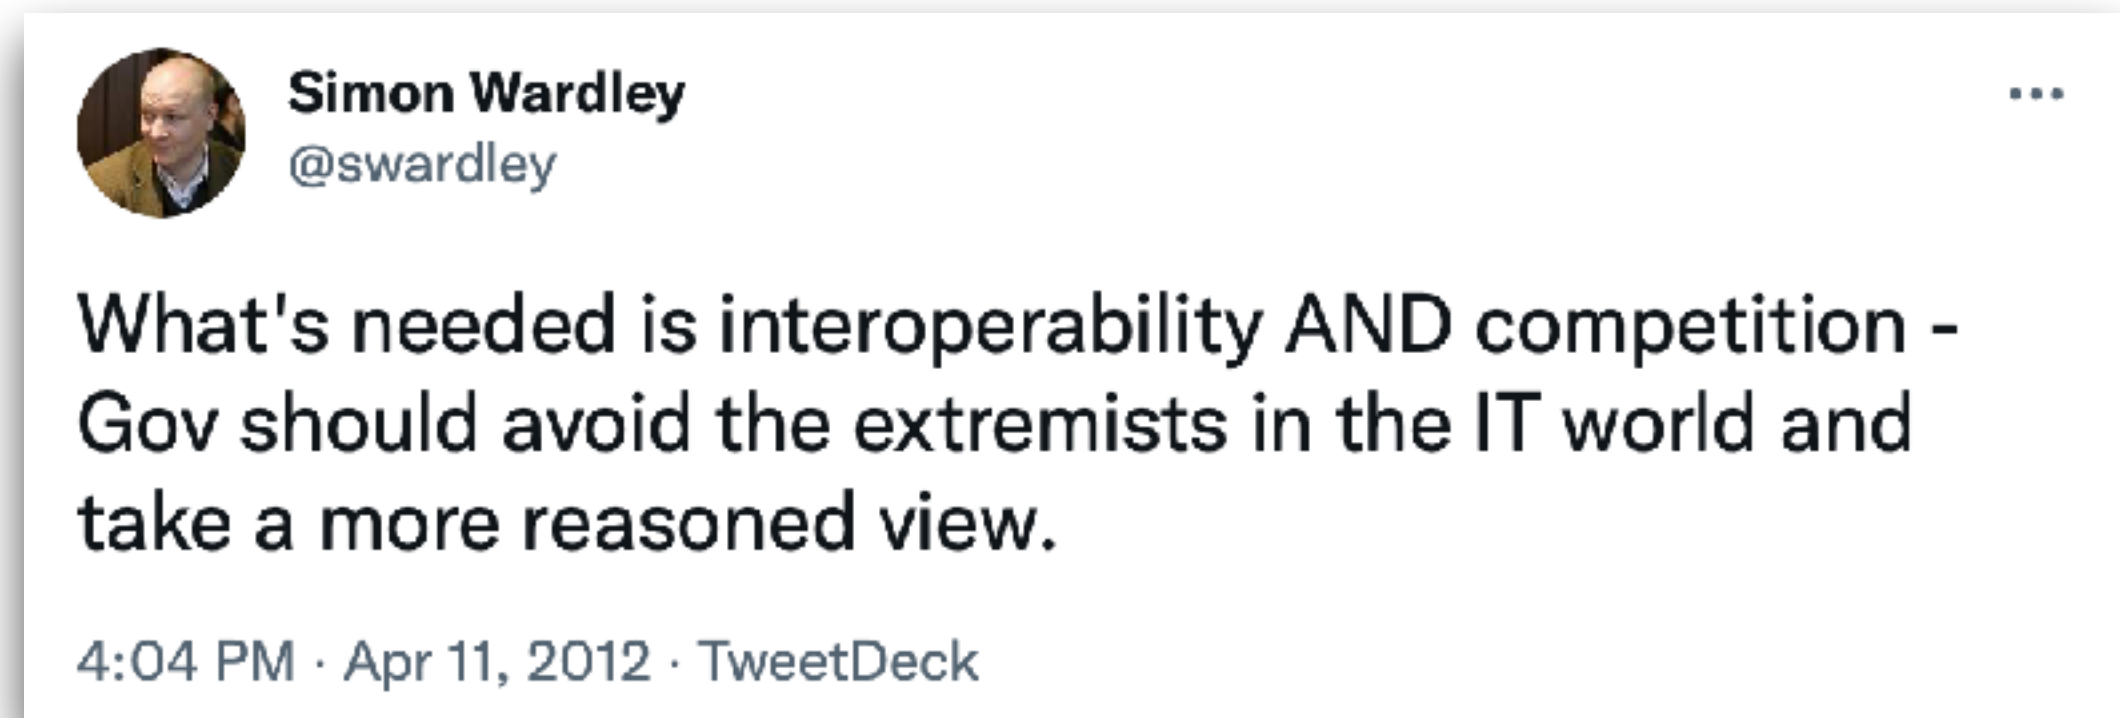 Simon Wardley
@swardley
What's needed is interoperability AND competition -
Gov should avoid the extremists in the IT world and
take a more reasoned view.
4:04 PM · Apr 11, 2012 · TweetDeck